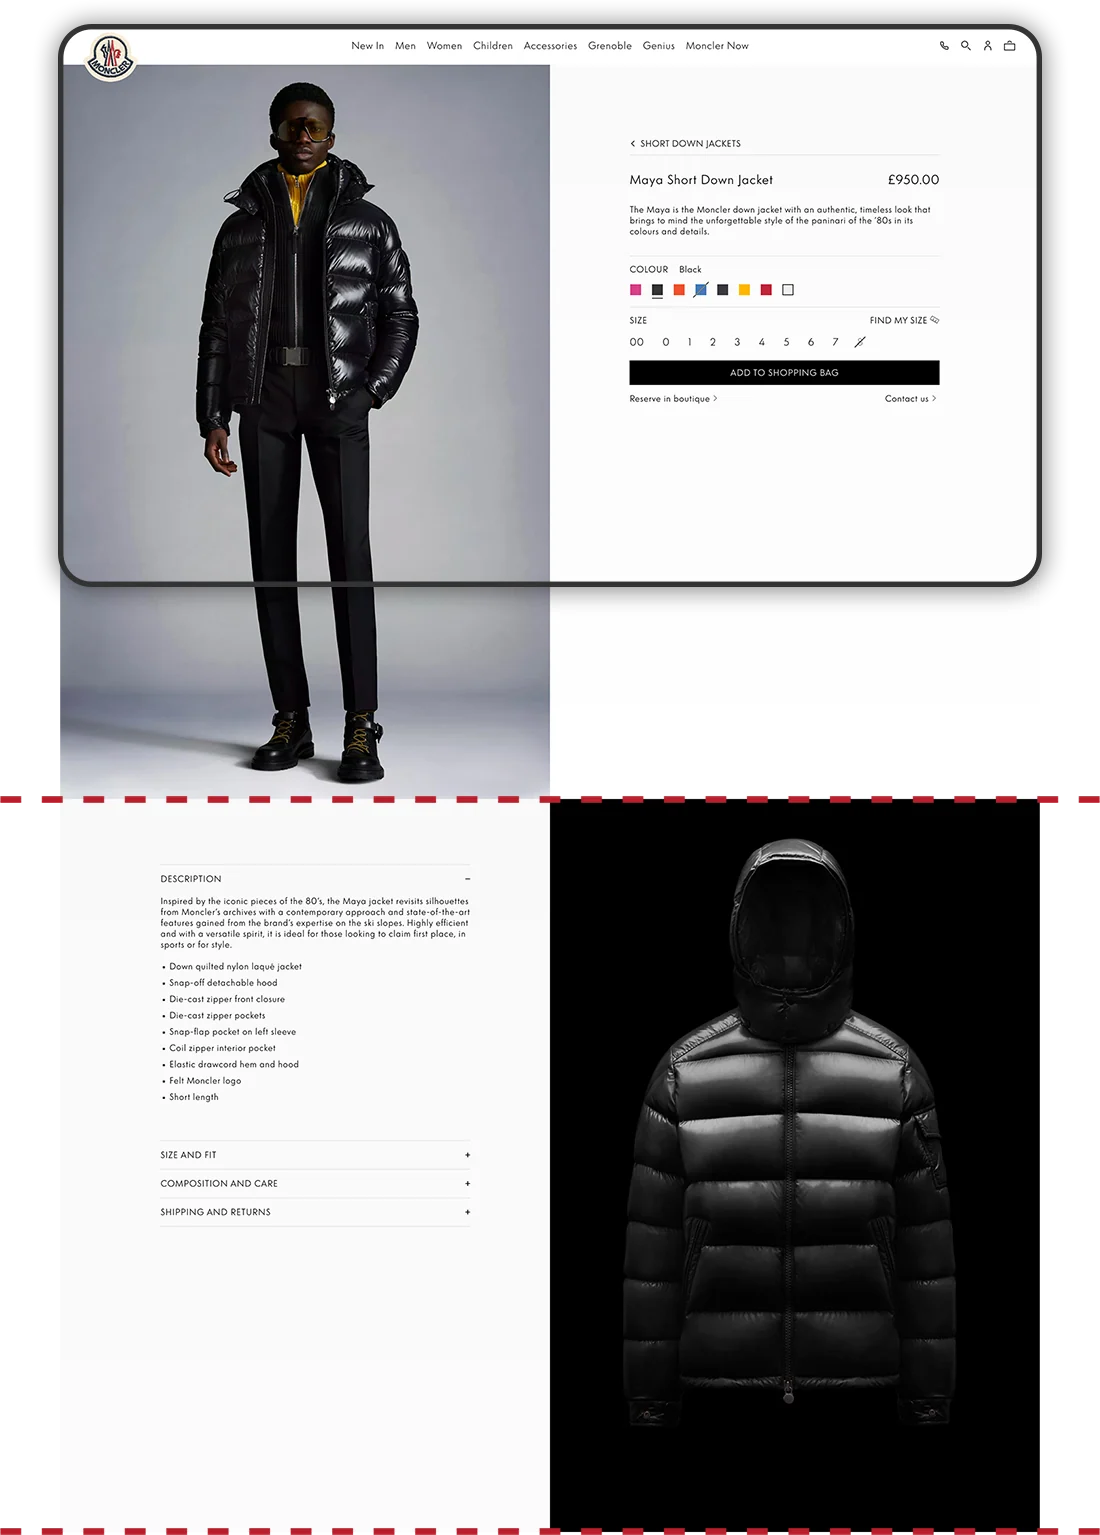 MONCLER
New In Men Women Children Accessories Grenoble Genius Moncler Now
SHORT DOWN JACKETS
Maya Short Down Jacket £950.00
The Maya is the Moncler down jacket with an authentic, timeless look that
brings to mind the unforgettable style of the paninari of the '80s in its
colours and details.
COLOUR Black
SIZE FIND MY SIZE
00 0 1 2 3 4 5 6 7 8
ADD TO SHOPPING BAG
Reserve in boutique Contact us
DESCRIPTION
Inspired by the iconic pieces of the 80's, the Maya jacket revisits silhouettes
from Moncler's archives with a contemporary approach and state-of-the-art
features gained from the brand's expertise on the ski slopes. Highly efficient
and with a versatile spirit, it is ideal for those looking to claim first place, in
sports or for style.
• Down quilted nylon laqué jacket
• Snap-off detachable hood
• Die-cast zipper front closure
• Die-cast zipper pockets
• Snap-flap pocket on left sleeve
• Coil zipper interior pocket
• Elastic drawcord hem and hood
• Felt Moncler logo
• Short length
SIZE AND FIT
COMPOSITION AND CARE
SHIPPING AND RETURNS